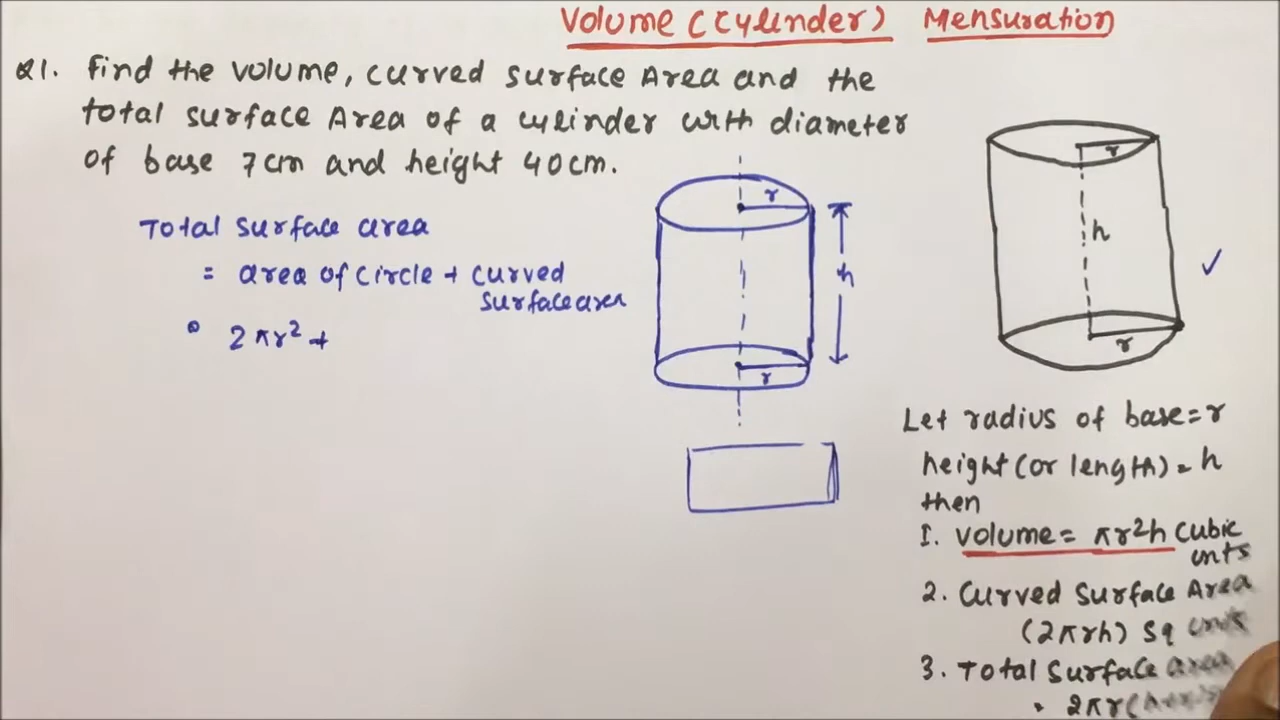 Volume (Cylinder) Mensuration
Q1. Find the volume, curved surface Area and the
total surface Area of a cylinder with diameter
of base 7cm and height 40cm.
Total surface area
= area of circle + curved
surface area
2πr² +
r
h
r
r
h
r
Let radius of base = r
height (or length) = h
then
1. Volume = πr²h cubic
units
2. Curved Surface Area
(2πrh) sq units
3. Total Surface area
= 2πr(h+r)